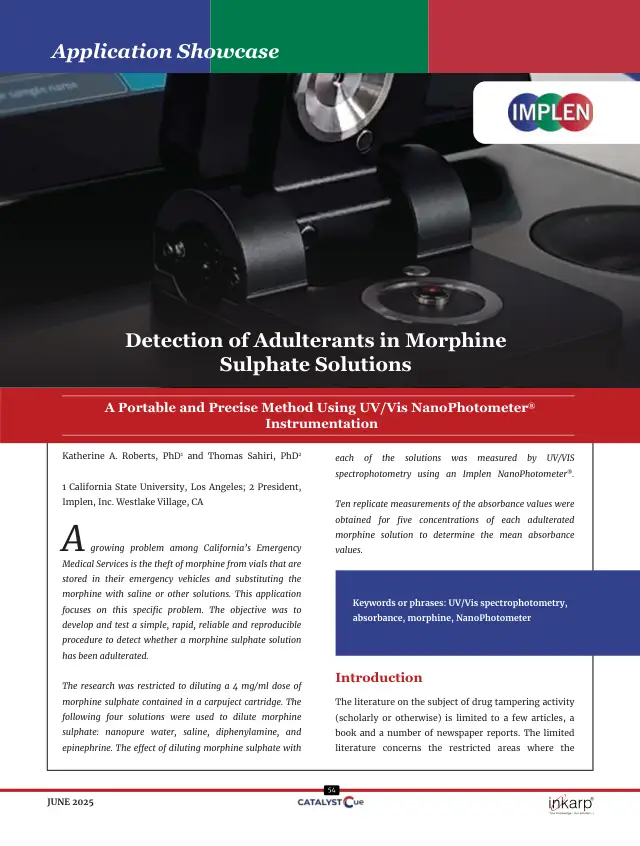 Application Showcase
sample name
IMPLEN
Detection of Adulterants in Morphine
Sulphate Solutions
A Portable and Precise Method Using UV/Vis NanoPhotometer®
Instrumentation
Katherine A. Roberts, PhD¹ and Thomas Sahiri, PhD²
1 California State University, Los Angeles; 2 President,
Implen, Inc. Westlake Village, CA
A growing problem among California's Emergency
Medical Services is the theft of morphine from vials that are
stored in their emergency vehicles and substituting the
morphine with saline or other solutions. This application
focuses on this specific problem. The objective was to
develop and test a simple, rapid, reliable and reproducible
procedure to detect whether a morphine sulphate solution
has been adulterated.
The research was restricted to diluting a 4 mg/ml dose of
morphine sulphate contained in a carpuject cartridge. The
following four solutions were used to dilute morphine
sulphate: nanopure water, saline, diphenylamine, and
epinephrine. The effect of diluting morphine sulphate with
each of the solutions was measured by UV/VIS
spectrophotometry using an Implen NanoPhotometer®.
Ten replicate measurements of the absorbance values were
obtained for five concentrations of each adulterated
morphine solution to determine the mean absorbance
values.
Keywords or phrases: UV/Vis spectrophotometry,
absorbance, morphine, NanoPhotometer
Introduction
The literature on the subject of drug tampering activity
(scholarly or otherwise) is limited to a few articles, a
book and a number of newspaper reports. The limited
literature concerns the restricted areas where the
54
JUNE 2025
CATALYST Cue
inkarp®